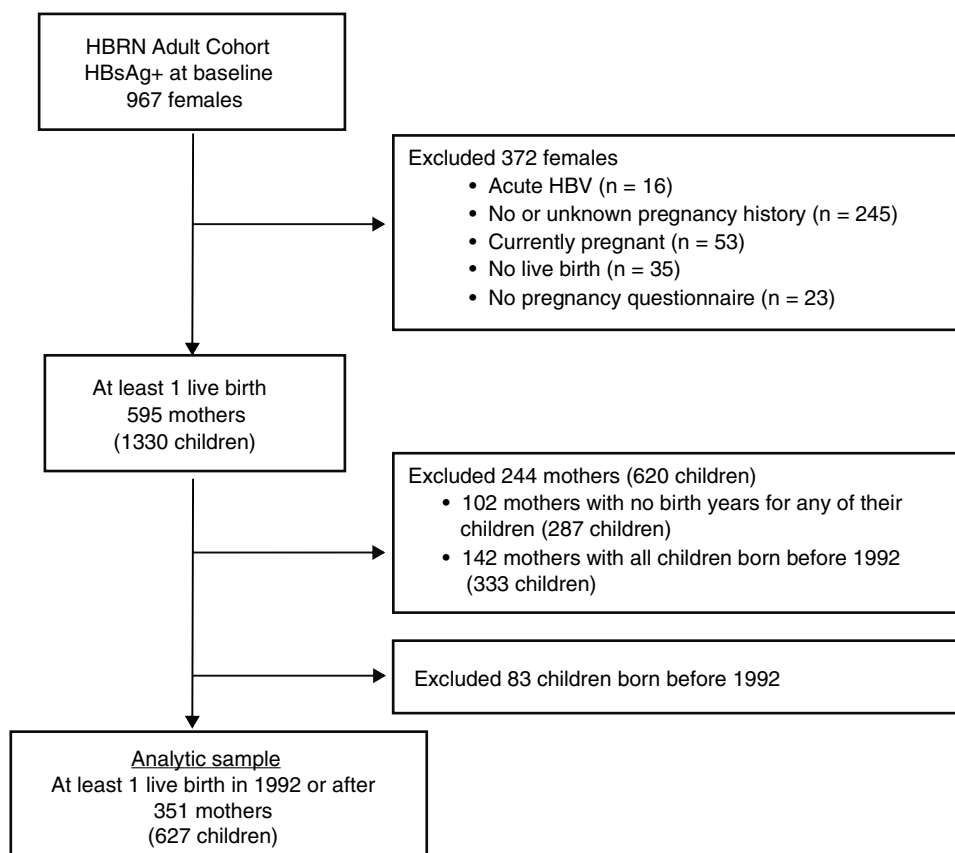 HBRN Adult Cohort
HBsAg+ at baseline
967 females
Excluded 372 females
• Acute HBV (n = 16)
• No or unknown pregnancy history (n = 245)
• Currently pregnant (n = 53)
• No live birth (n = 35)
• No pregnancy questionnaire (n = 23)
At least 1 live birth
595 mothers
(1330 children)
Excluded 244 mothers (620 children)
• 102 mothers with no birth years for any of their
children (287 children)
• 142 mothers with all children born before 1992
(333 children)
Excluded 83 children born before 1992
Analytic sample
At least 1 live birth in 1992 or after
351 mothers
(627 children)